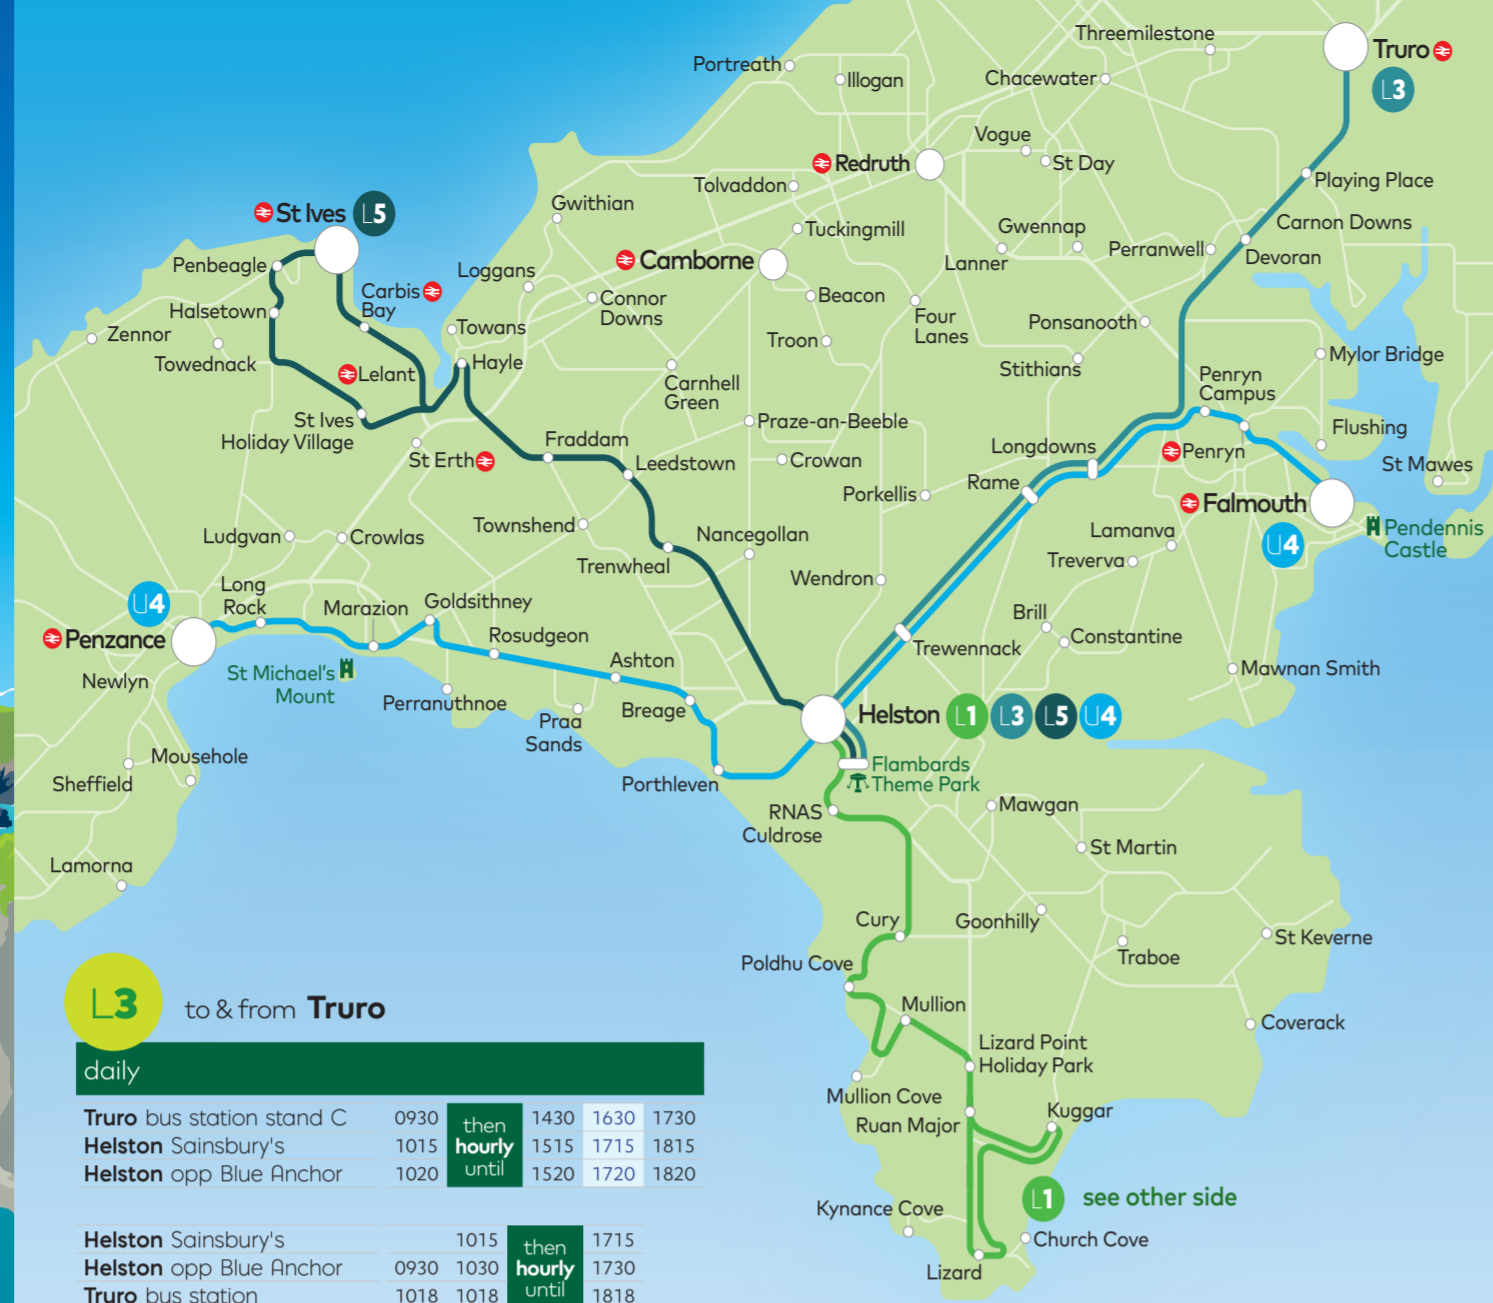 Threemilestone
Truro
L3
Portreath
Illogan
Chacewater
Vogue
St Day
Redruth
Tolvaddon
Playing Place
St Ives
L5
Gwithian
Tuckingmill
Gwennap
Carnon Downs
Penbeagle
Loggans
Camborne
Lanner
Perranwell
Devoran
Carbis
Bay
Connor
Downs
Beacon
Four
Lanes
Halsetown
Zennor
Towednack
Towans
Troon
Ponsanooth
Hayle
Lelant
Carnhell
Green
Stithians
Mylor Bridge
Penryn
Campus
St Ives
Holiday Village
Praze-an-Beeble
Flushing
Fraddam
Longdowns
Penryn
St Erth
Leedstown
Crowan
St Mawes
Rame
Porkellis
Falmouth
Townshend
Ludgvan
Crowlas
Nancegollan
Lamanva
U4
Pendennis
Castle
Treverva
Trenwheal
Wendron
Long
Rock
U4
Marazion
Goldsithney
Brill
Constantine
Penzance
Rosudgeon
Trewennack
Ashton
Mawnan Smith
Newlyn
St Michael's
Mount
Perranuthnoe
Praa
Sands
Breage
Helston
L1
L3
L5
U4
Mousehole
Sheffield
Porthleven
Flambards
Theme Park
RNAS
Culdrose
Mawgan
St Martin
Lamorna
Cury
Goonhilly
St Keverne
Traboe
Poldhu Cove
Mullion
Coverack
Lizard Point
Holiday Park
Mullion Cove
Ruan Major
Kuggar
L1
see other side
Kynance Cove
Church Cove
Lizard
L3
to & from Truro
daily
Truro bus station stand C 0930 then 1430 1630 1730
Helston Sainsbury's 1015 hourly 1515 1715 1815
Helston opp Blue Anchor 1020 until 1520 1720 1820
Helston Sainsbury's 1015 then 1715
Helston opp Blue Anchor 0930 1030 hourly 1730
Truro bus station 1018 1018 until 1818